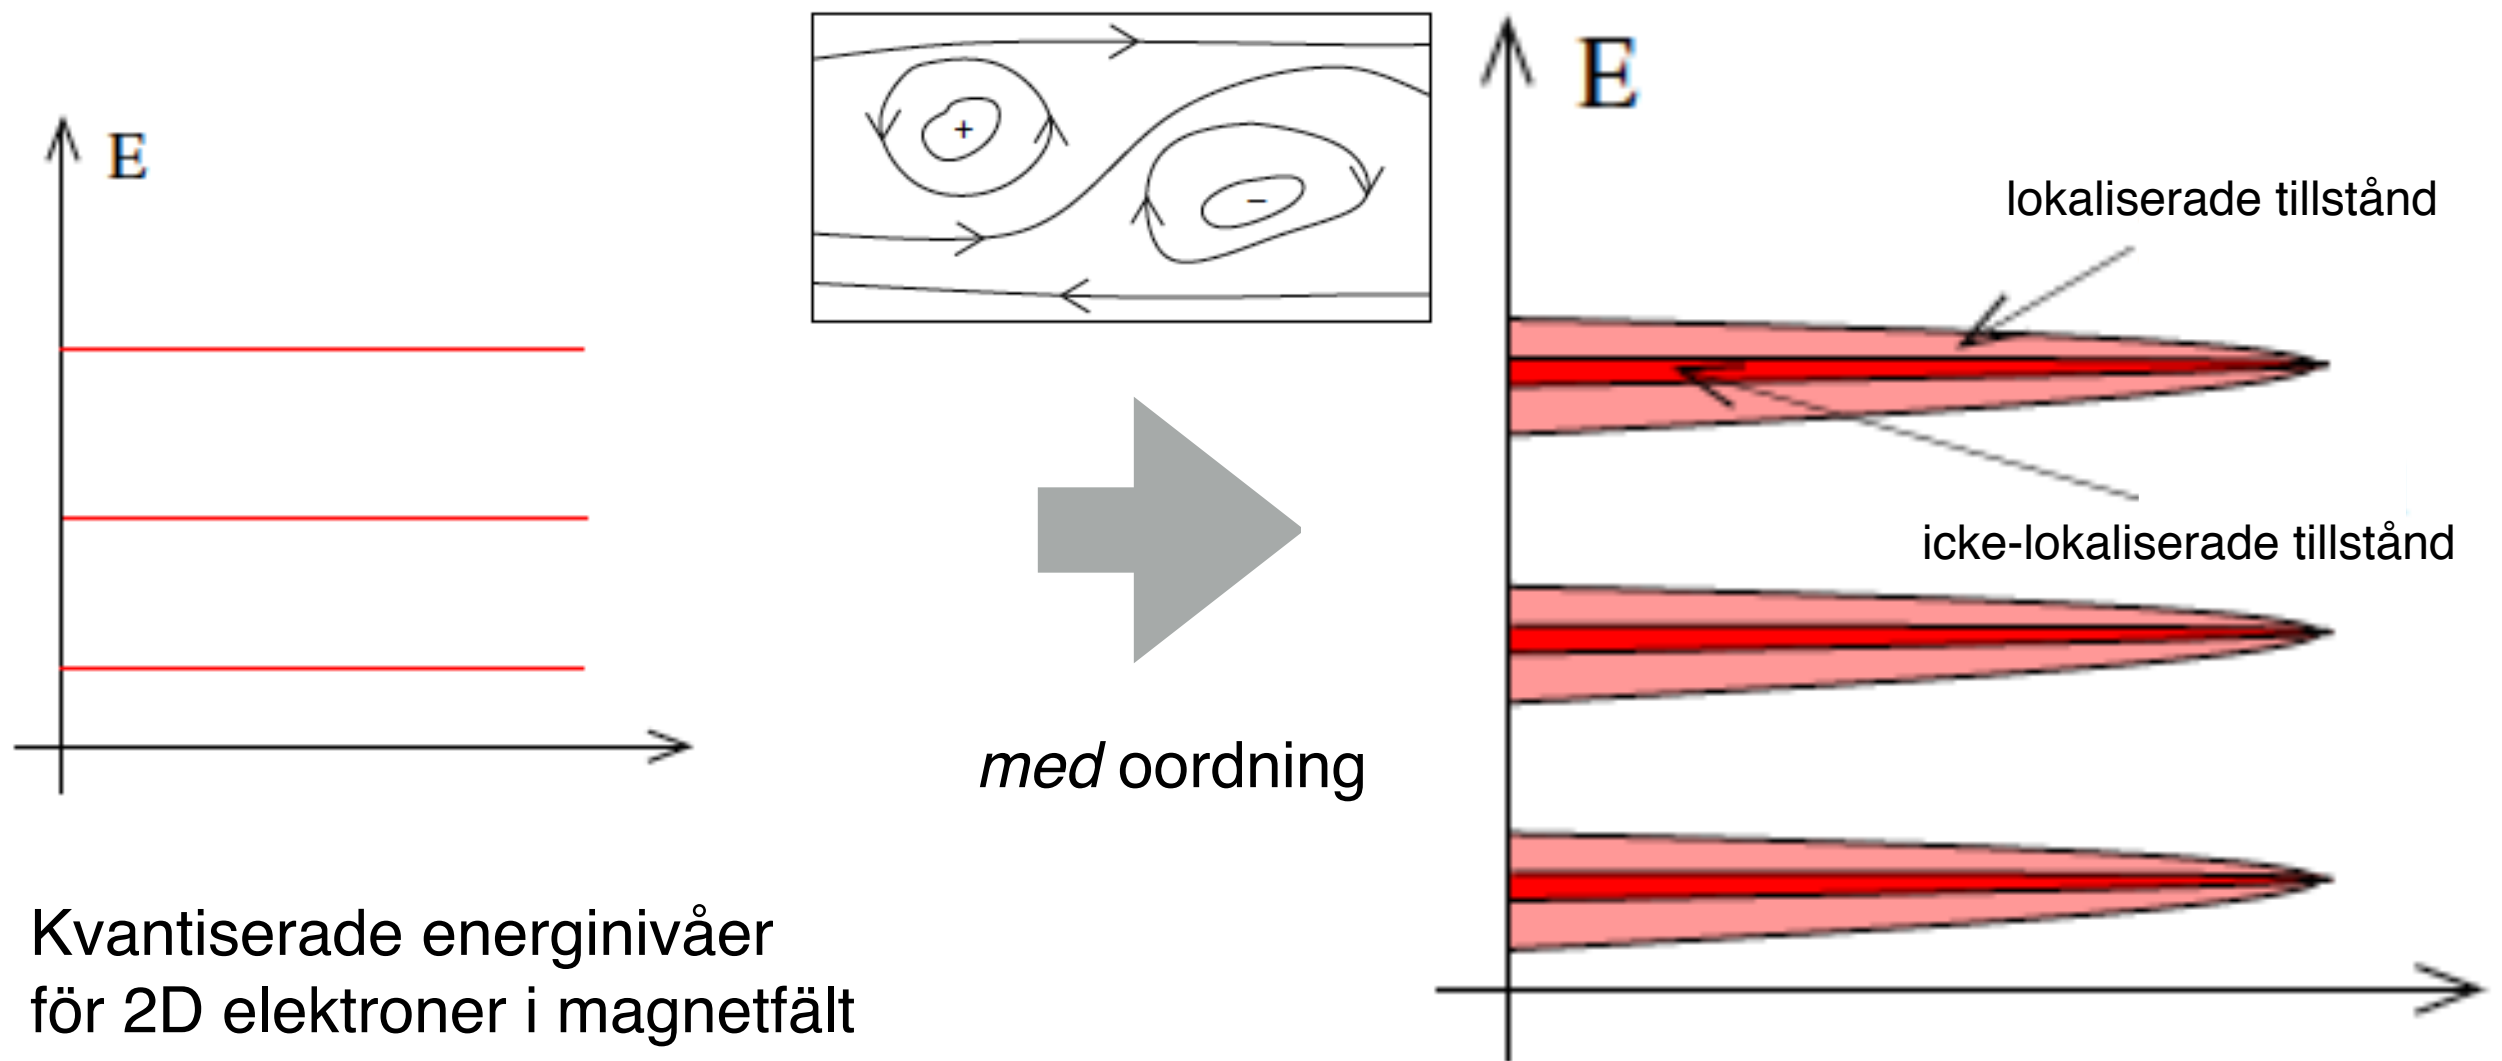 E
+
−
E
lokaliserade tillstånd
icke-lokaliserade tillstånd
med oordning
Kvantiserade energinivåer
för 2D elektroner i magnetfält